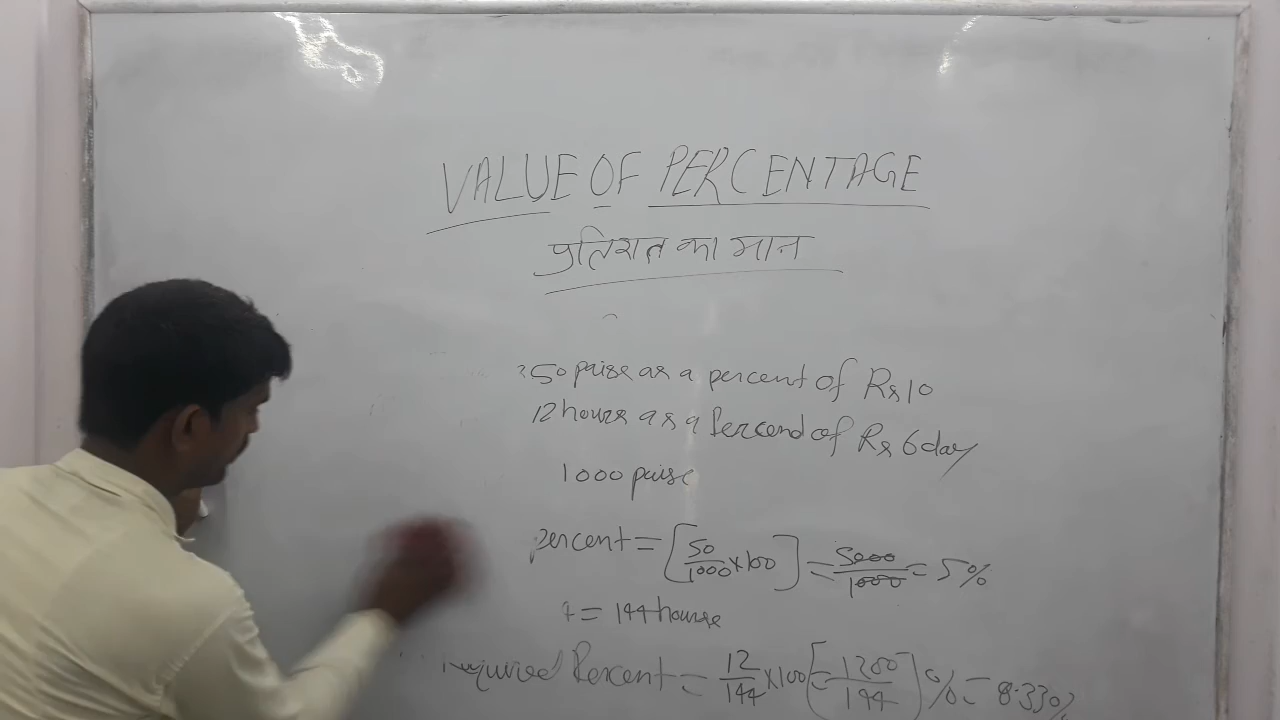 VALUE OF PERCENTAGE
प्रतिशत का मान
50 paise as a percent of Rs 10
12 hours as a Percend of Rs 6 day
1000 paise
percent = [50/1000 × 100] = 5000/1000 = 5%
= 144 hourse
Required Percent = 12/144 × 100 [= 1200/144]% = 8.33%